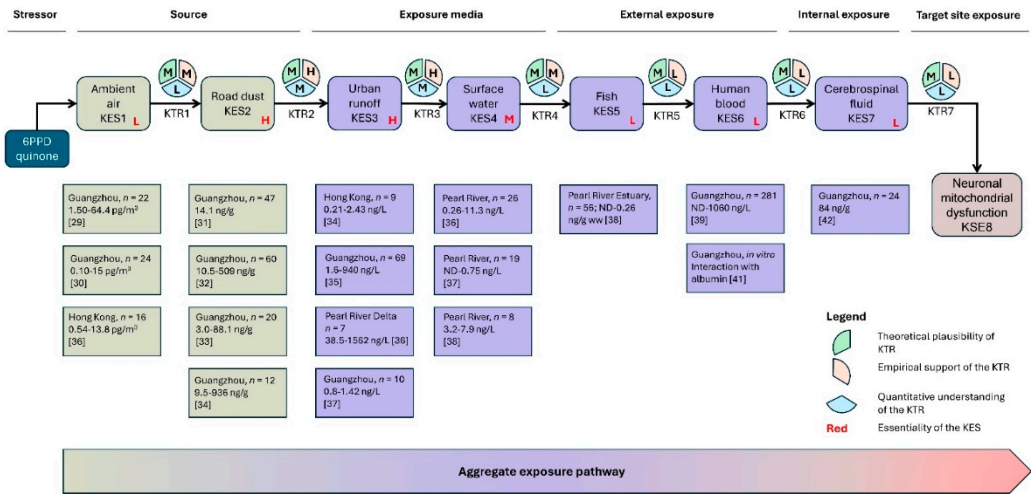 Stressor
Source
Exposure media
External exposure
Internal exposure
Target site exposure
6PPD
quinone
Ambient
air
KES1
L
M
M
L
KTR1
Road dust
KES2
H
M
H
M
KTR2
Urban
runoff
KES3
H
M
H
M
KTR3
Surface
water
KES4
M
M
M
L
KTR4
Fish
KES5
L
M
L
L
KTR5
Human
blood
KES6
L
M
L
L
KTR6
Cerebrospinal
fluid
KES7
L
M
L
L
KTR7
Neuronal
mitochondrial
dysfunction
KSE8
Guangzhou, n = 22
1.50-64.4 pg/m³
[29]
Guangzhou, n = 24
0.10-15 pg/m³
[30]
Hong Kong, n = 16
0.54-13.8 pg/m³
[36]
Guangzhou, n = 47
14.1 ng/g
[31]
Guangzhou, n = 60
10.5-509 ng/g
[32]
Guangzhou, n = 20
3.0-88.1 ng/g
[33]
Guangzhou, n = 12
9.5-936 ng/g
[34]
Hong Kong, n = 9
0.21-2.43 ng/L
[34]
Guangzhou, n = 69
1.6-940 ng/L
[35]
Pearl River Delta
n = 7
38.5-1562 ng/L [36]
Guangzhou, n = 10
0.8-1.42 ng/L
[37]
Pearl River, n = 26
0.26-11.3 ng/L
[36]
Pearl River, n = 19
ND-0.75 ng/L
[37]
Pearl River, n = 8
3.2-7.9 ng/L
[38]
Pearl River Estuary,
n = 56; ND-0.26
ng/g ww [38]
Guangzhou, n = 281
ND-1060 ng/L
[39]
Guangzhou, in vitro
Interaction with
albumin [41]
Guangzhou, n = 24
84 ng/g
[42]
Legend
Theoretical plausibility of
KTR
Empirical support of the KTR
Quantitative understanding
of the KTR
Red Essentiality of the KES
Aggregate exposure pathway